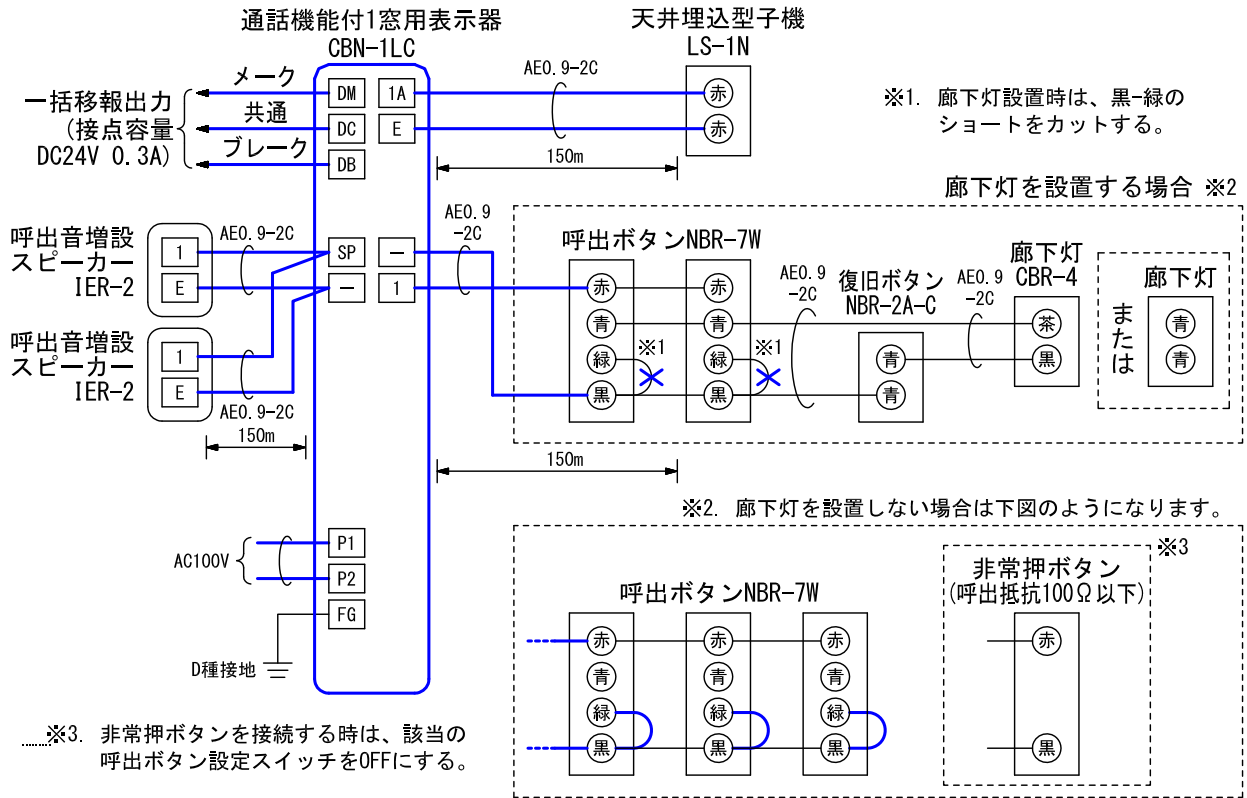 通話機能付1窓用表示器
CBN-1LC
天井埋込型子機
LS-1N
一括移報出力
(接点容量
DC24V 0.3A)
メーク
共通
ブレーク
DM
DC
DB
1A
E
AE0.9-2C
赤
赤
150m
※1. 廊下灯設置時は、黒-緑の
ショートをカットする。
廊下灯を設置する場合 ※2
呼出音増設
スピーカー
IER-2
1
E
AE0.9-2C
SP
-
-
1
AE0.9
-2C
呼出音増設
スピーカー
IER-2
1
E
AE0.9-2C
150m
呼出ボタンNBR-7W
赤
青
緑
黒
※1
赤
青
緑
黒
※1
AE0.9
-2C
復旧ボタン
NBR-2A-C
青
青
AE0.9
-2C
廊下灯
CBR-4
茶
黒
または
廊下灯
青
青
150m
※2. 廊下灯を設置しない場合は下図のようになります。
AC100V
P1
P2
FG
D種接地
呼出ボタンNBR-7W
赤
青
緑
黒
赤
青
緑
黒
赤
青
緑
黒
※3
非常押ボタン
(呼出抵抗100Ω以下)
赤
黒
※3. 非常押ボタンを接続する時は、該当の
呼出ボタン設定スイッチをOFFにする。